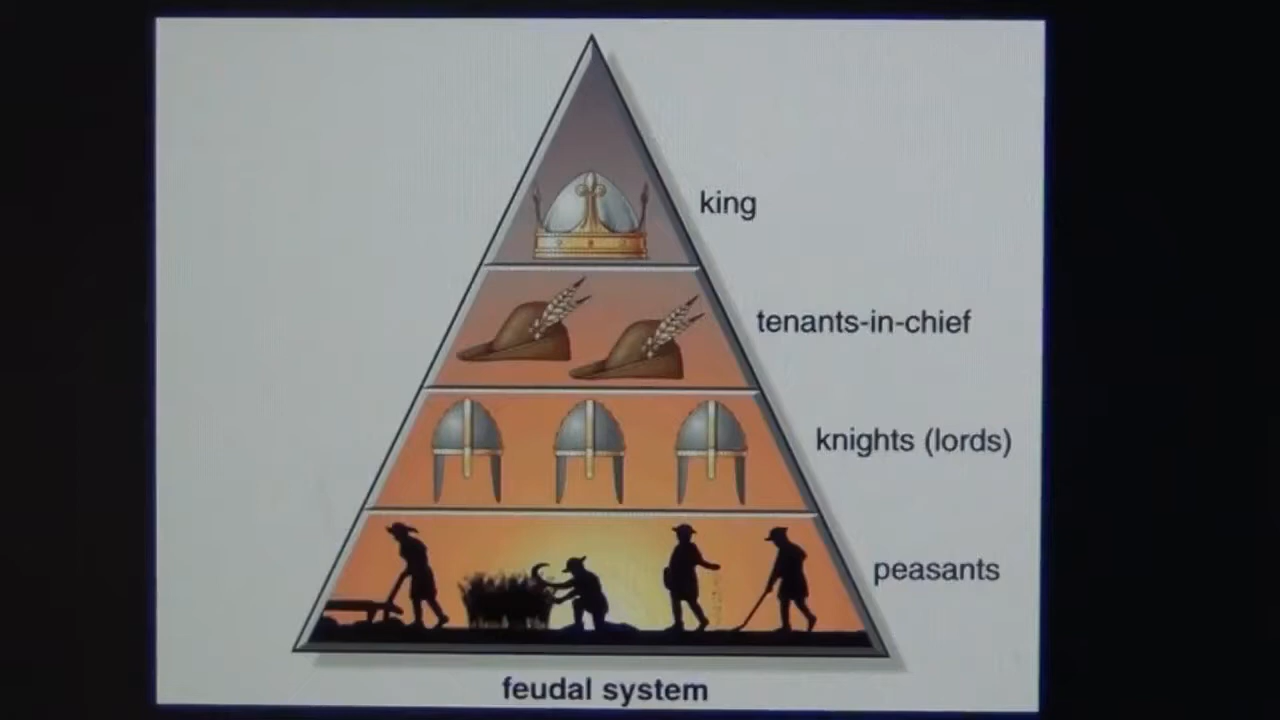 king
tenants-in-chief
knights (lords)
peasants
feudal system